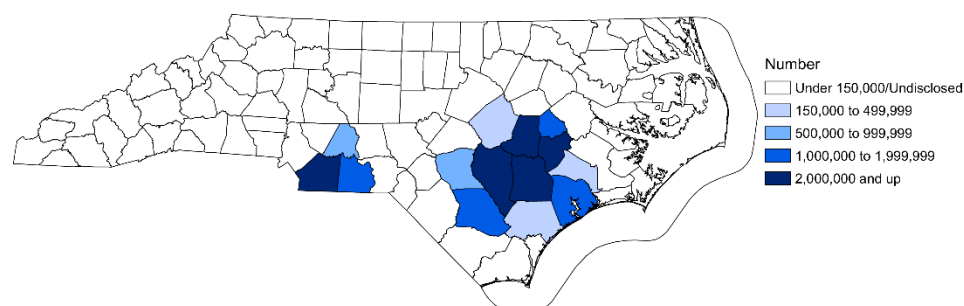 Number
Under 150,000/Undisclosed
150,000 to 499,999
500,000 to 999,999
1,000,000 to 1,999,999
2,000,000 and up